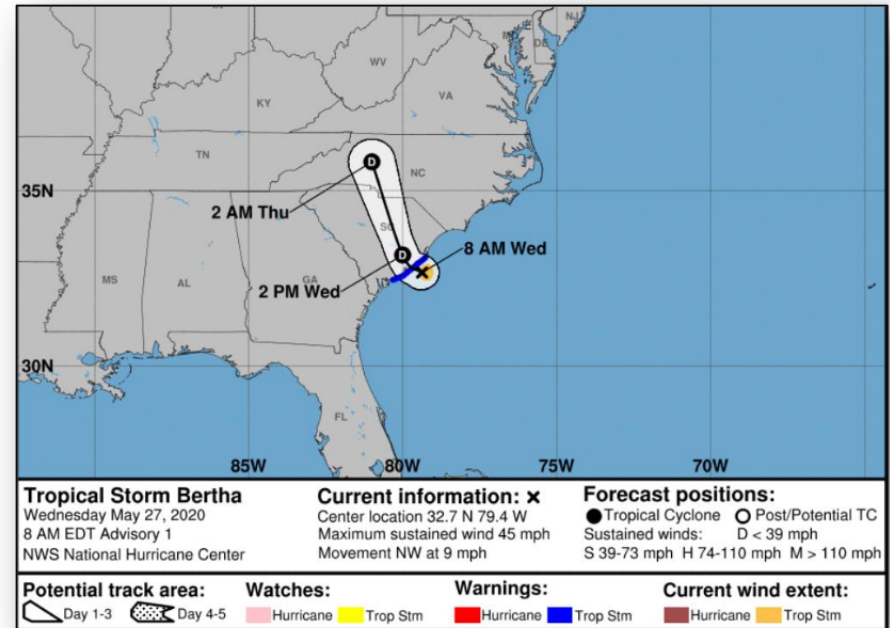 NJ
DE
WV
VA
KY
TN
NC
35N
2 AM Thu
SC
8 AM Wed
MS
AL
GA
2 PM Wed
30N
FL
85W
80W
75W
70W
Tropical Storm Bertha
Wednesday May 27, 2020
8 AM EDT Advisory 1
NWS National Hurricane Center
Current information: x
Center location 32.7 N 79.4 W
Maximum sustained wind 45 mph
Movement NW at 9 mph
Forecast positions:
Tropical Cyclone Post/Potential TC
Sustained winds: D < 39 mph
S 39-73 mph H 74-110 mph M > 110 mph
Potential track area:
Day 1-3 Day 4-5
Watches:
Hurricane Trop Stm
Warnings:
Hurricane Trop Stm
Current wind extent:
Hurricane Trop Stm
D
D